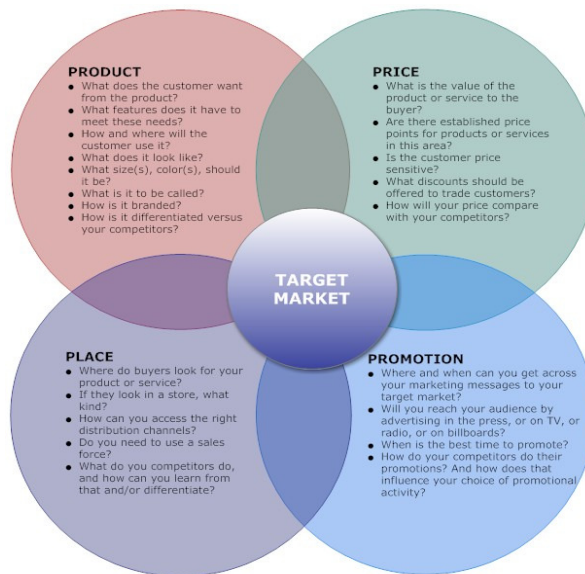 PRODUCT
● What does the customer want
from the product?
● What features does it have to
meet these needs?
● How and where will the
customer use it?
● What does it look like?
● What size(s), color(s), should
it be?
● What is it to be called?
● How is it branded?
● How is it differentiated versus
your competitors?
PRICE
● What is the value of the
product or service to the
buyer?
● Are there established price
points for products or services
in this area?
● Is the customer price
sensitive?
● What discounts should be
offered to trade customers?
● How will your price compare
with your competitors?
TARGET
MARKET
PLACE
● Where do buyers look for your
product or service?
● If they look in a store, what
kind?
● How can you access the right
distribution channels?
● Do you need to use a sales
force?
● What do you competitors do,
and how can you learn from
that and/or differentiate?
PROMOTION
● Where and when can you get across
your marketing messages to your
target market?
● Will you reach your audience by
advertising in the press, or on TV, or
radio, or on billboards?
● When is the best time to promote?
● How do your competitors do their
promotions? And how does that
influence your choice of promotional
activity?